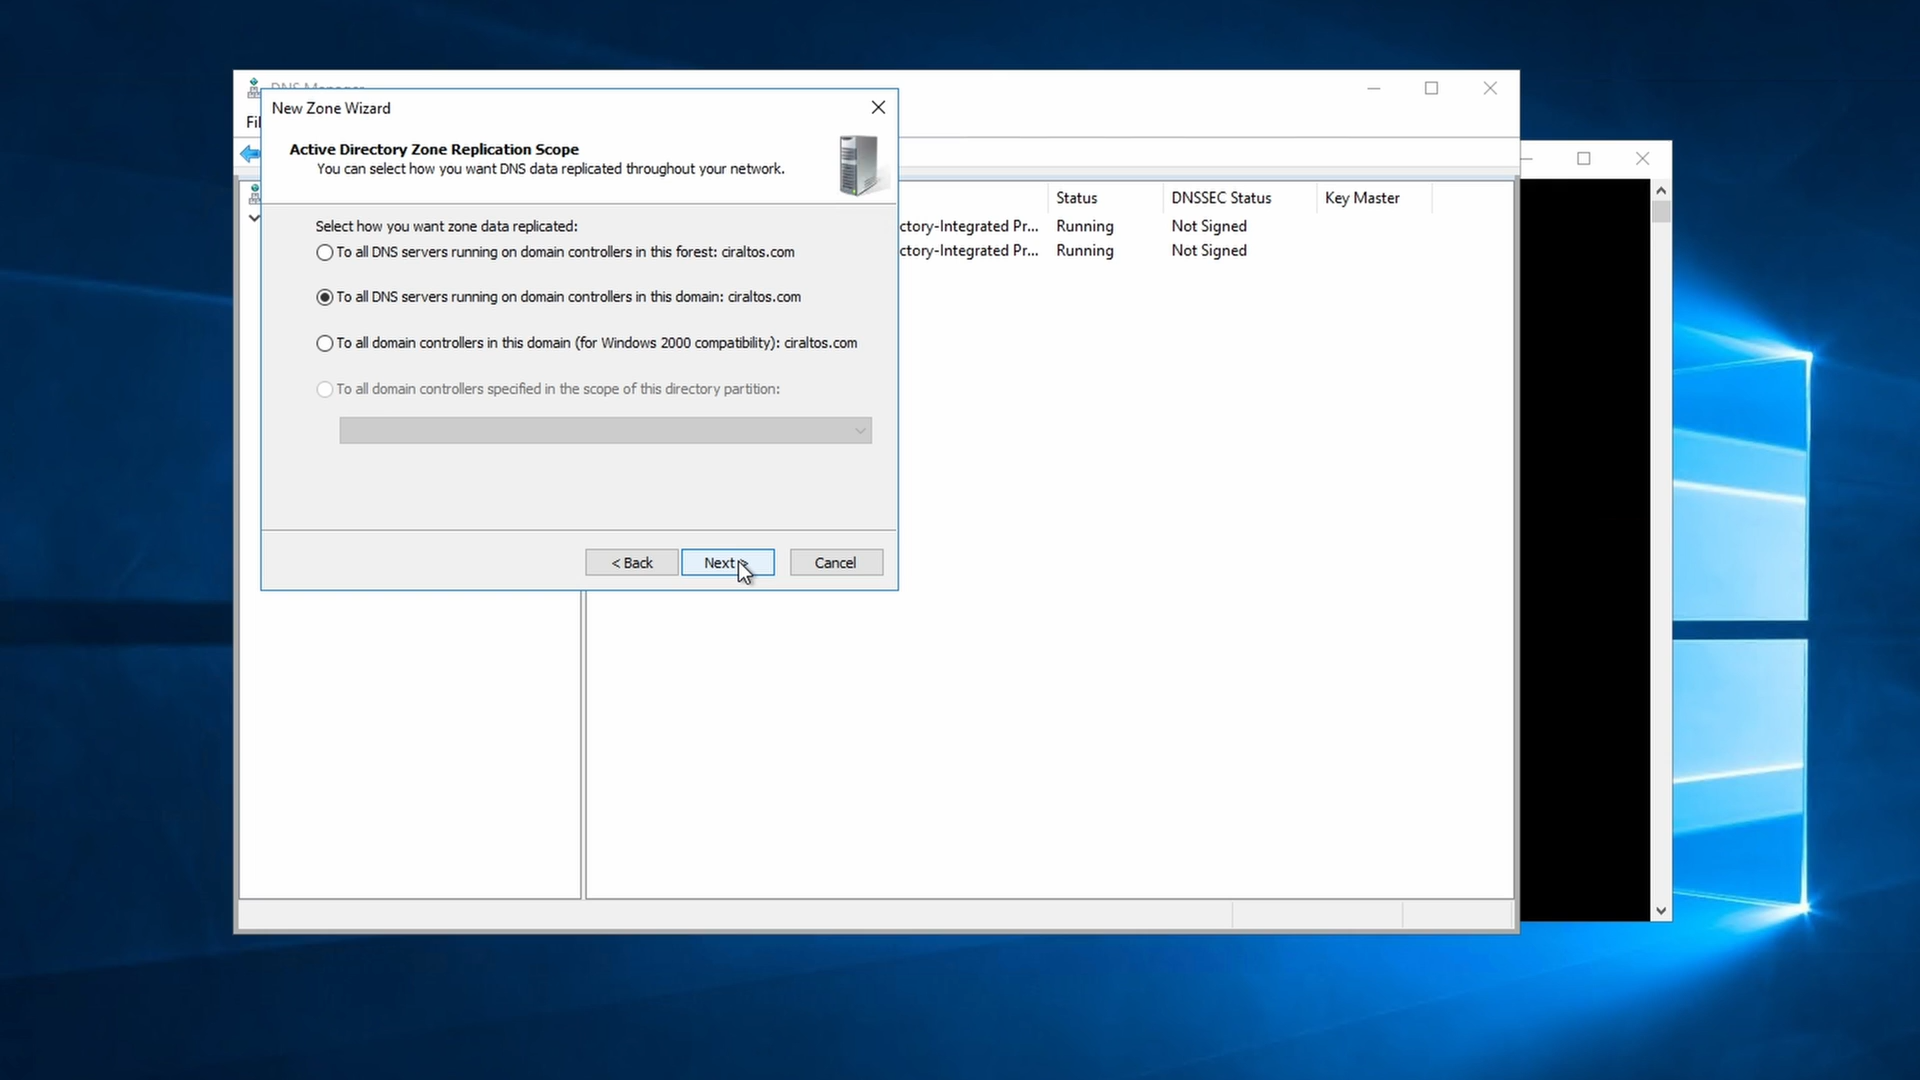 DNS Manager
New Zone Wizard
Fil
Active Directory Zone Replication Scope
You can select how you want DNS data replicated throughout your network.
Status DNSSEC Status Key Master
Select how you want zone data replicated:
ctory-Integrated Pr... Running Not Signed
To all DNS servers running on domain controllers in this forest: ciraltos.com
ctory-Integrated Pr... Running Not Signed
To all DNS servers running on domain controllers in this domain: ciraltos.com
To all domain controllers in this domain (for Windows 2000 compatibility): ciraltos.com
To all domain controllers specified in the scope of this directory partition:
< Back Next > Cancel